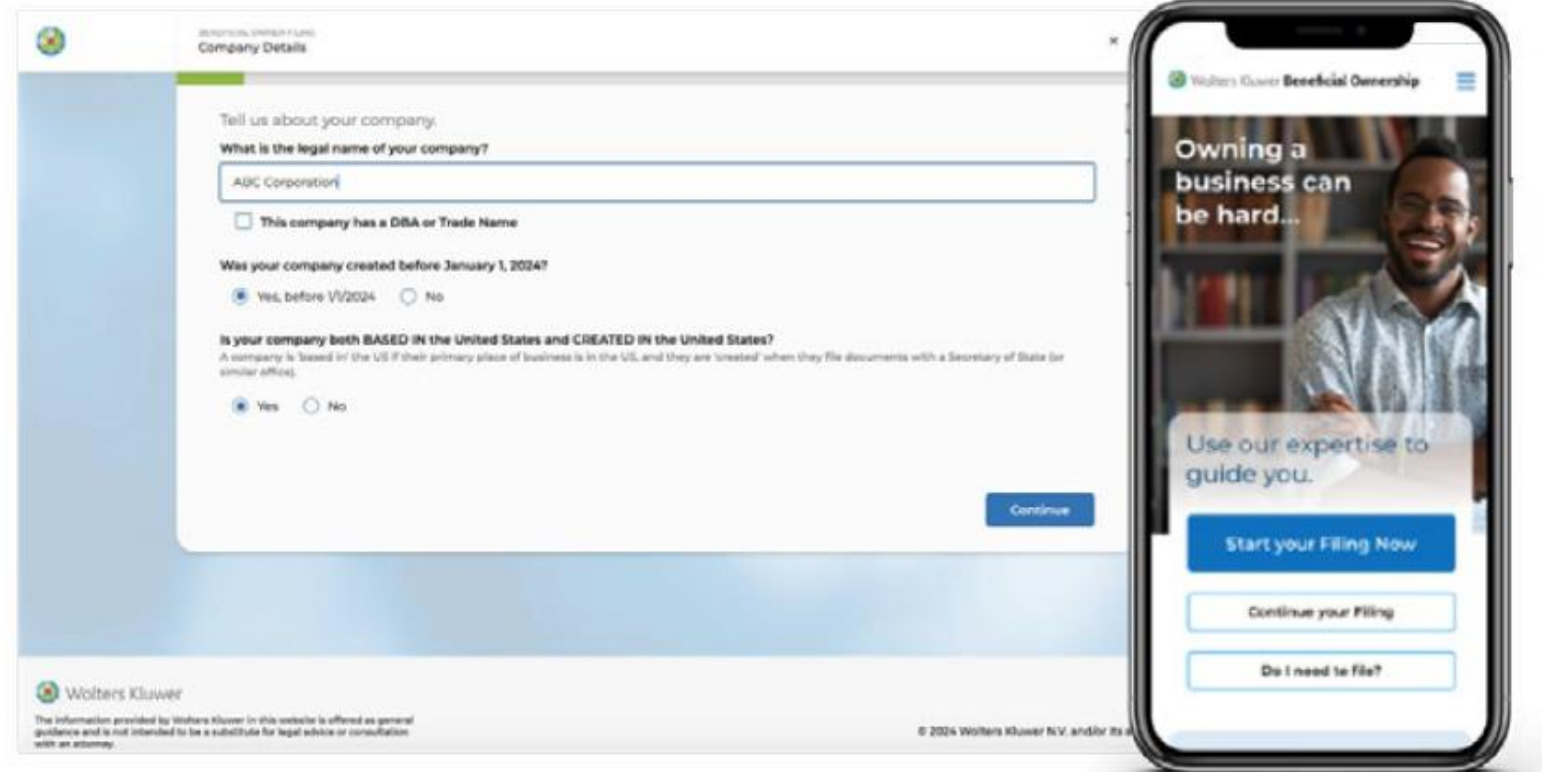 BENEFICIAL OWNER FILING
Company Details
×
Tell us about your company.
What is the legal name of your company?
ABC Corporation
This company has a DBA or Trade Name
Was your company created before January 1, 2024?
Yes, before 1/1/2024
No
Is your company both BASED IN the United States and CREATED IN the United States?
A company is 'based in' the US if their primary place of business is in the US, and they are 'created' when they file documents with a Secretary of State (or
similar office).
Yes
No
Continue
Wolters Kluwer
The information provided by Wolters Kluwer in this website is offered as general
guidance and is not intended to be a substitute for legal advice or consultation
with an attorney.
© 2024 Wolters Kluwer N.V. and/or its a
Wolters Kluwer Beneficial Ownership
Owning a
business can
be hard...
Use our expertise to
guide you.
Start your Filing Now
Continue your Filing
Do I need to file?